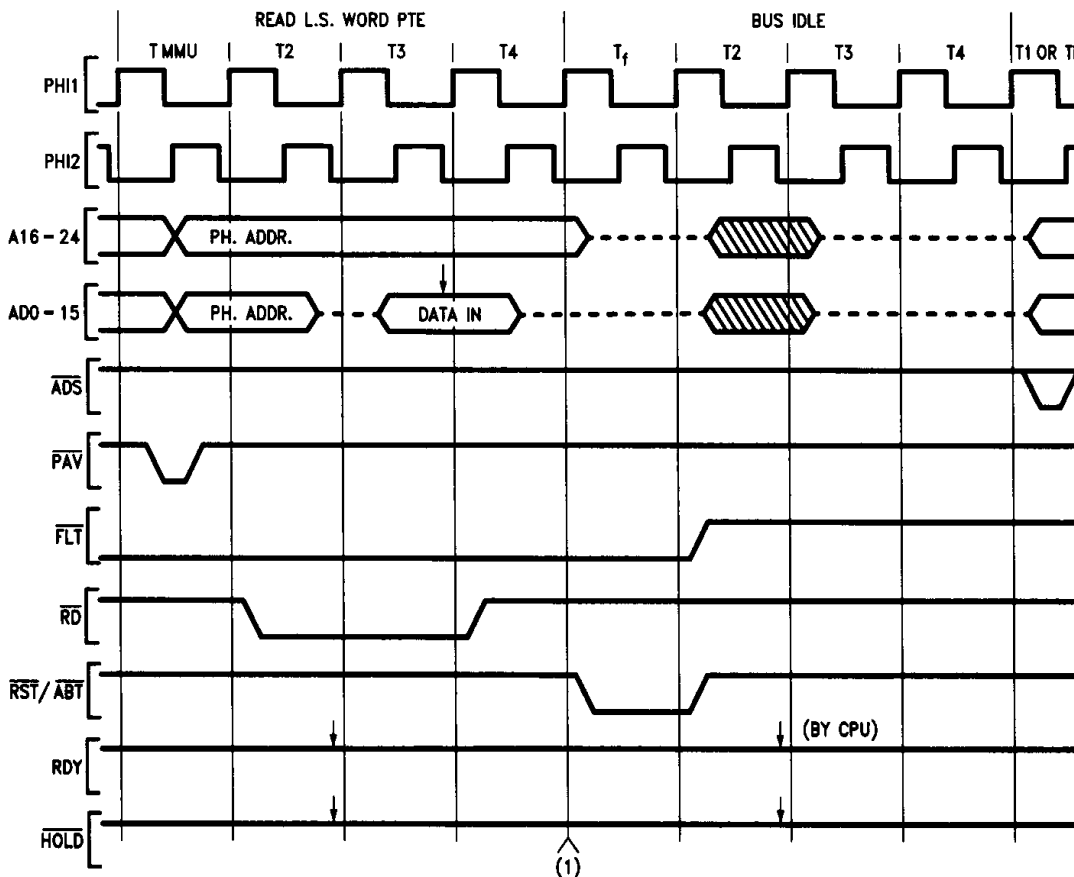 READ L.S. WORD PTE BUS IDLE
T MMU T2 T3 T4 Tf T2 T3 T4 T1 OR
PHI1
PHI2
A16-24 PH. ADDR.
AD0-15 PH. ADDR. DATA IN
ADS
PAV
FLT
RD
RST/ABT
(BY CPU)
RDY
HOLD
(1)